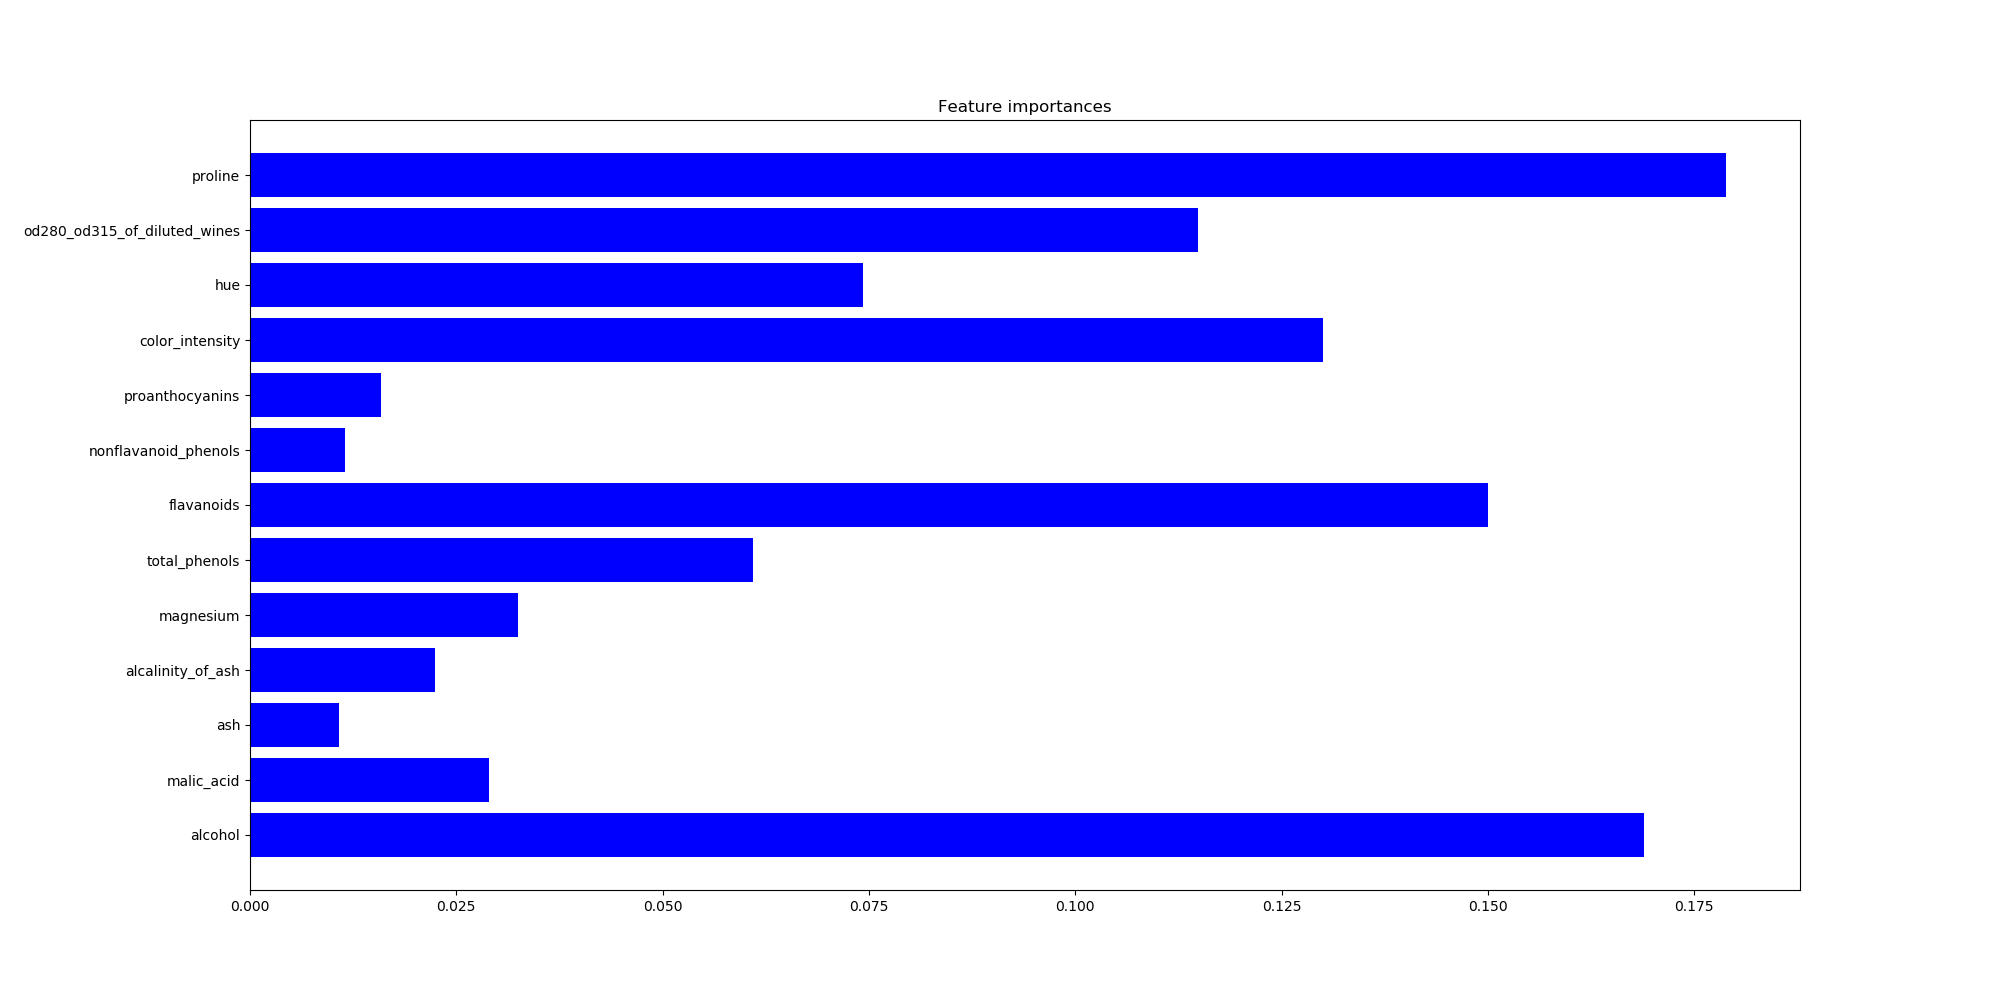 Feature importances
proline
od280_od315_of_diluted_wines
hue
color_intensity
proanthocyanins
nonflavanoid_phenols
flavanoids
total_phenols
magnesium
alcalinity_of_ash
ash
malic_acid
alcohol
0.000 0.025 0.050 0.075 0.100 0.125 0.150 0.175